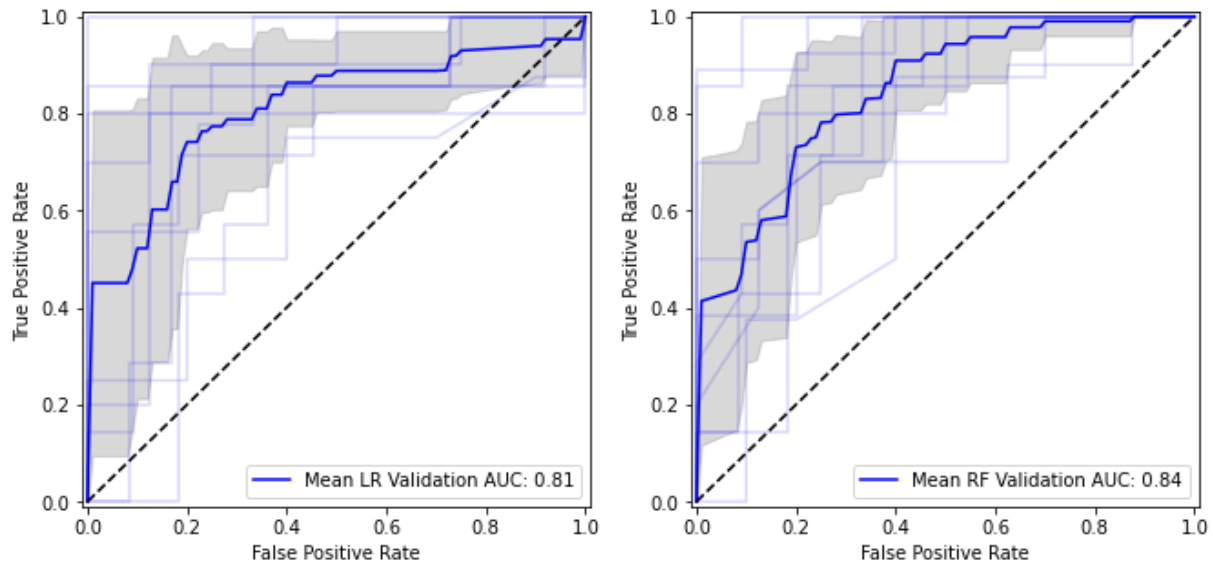 1.0
0.8
0.6
0.4
0.2
0.0
True Positive Rate
Mean LR Validation AUC: 0.81
0.0 0.2 0.4 0.6 0.8 1.0
False Positive Rate
1.0
0.8
0.6
0.4
0.2
0.0
True Positive Rate
Mean RF Validation AUC: 0.84
0.0 0.2 0.4 0.6 0.8 1.0
False Positive Rate